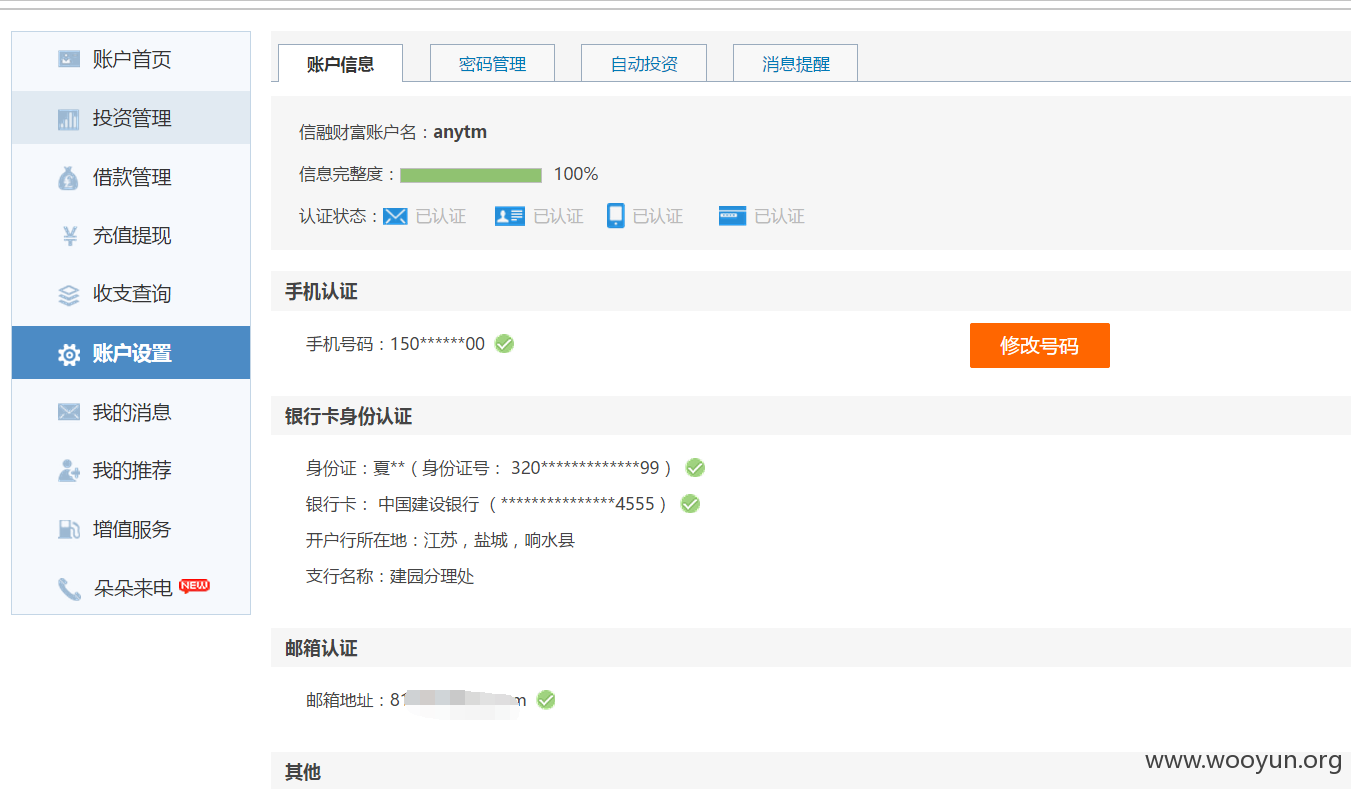 账户首页
投资管理
借款管理
充值提现
收支查询
账户设置
我的消息
我的推荐
增值服务
朵朵来电 NEW
账户信息 密码管理 自动投资 消息提醒
信融财富账户名：anytm
信息完整度： 100%
认证状态： 已认证 已认证 已认证 已认证
手机认证
手机号码：150******00
修改号码
银行卡身份认证
身份证：夏** ( 身份证号： 320*************99 )
银行卡： 中国建设银行 ( ***************4555 )
开户行所在地：江苏，盐城，响水县
支行名称：建园分理处
邮箱认证
邮箱地址：81 m
其他
www.wooyun.org